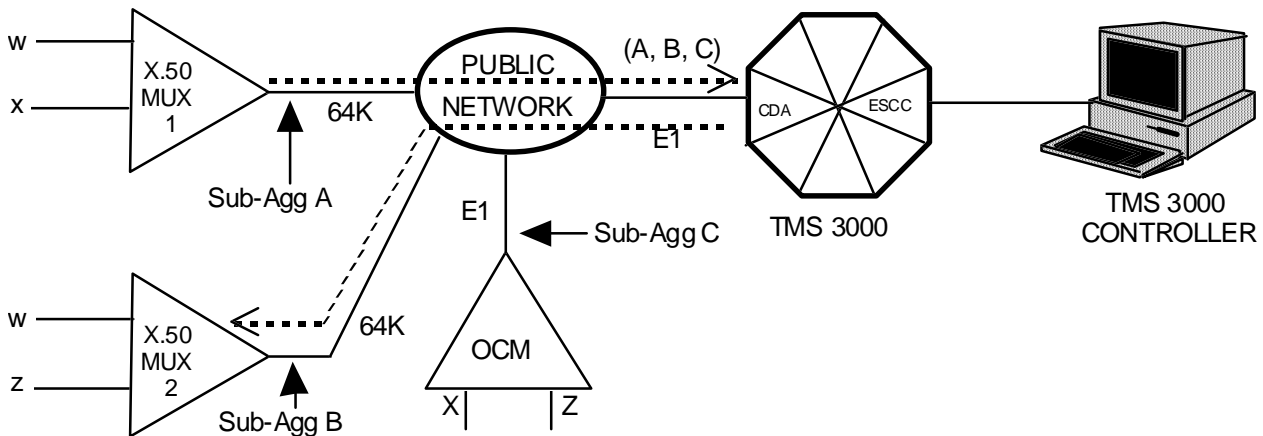 w
x
X.50
MUX
1
64K
Sub-Agg A
PUBLIC
NETWORK
(A, B, C)
E1
CDA
ESCC
TMS 3000
TMS 3000
CONTROLLER
E1
Sub-Agg C
w
z
X.50
MUX
2
64K
Sub-Agg B
OCM
X
Z